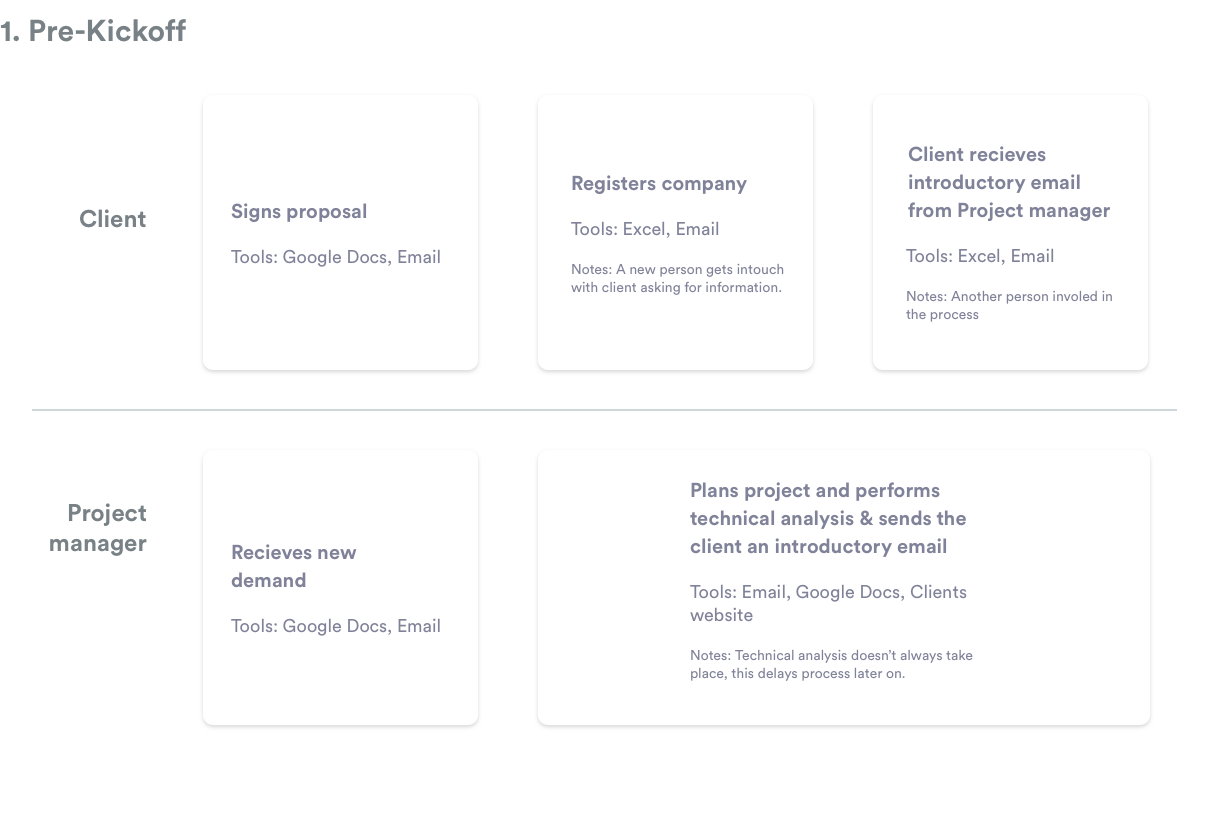 1. Pre-Kickoff
Client
Signs proposal
Tools: Google Docs, Email
Registers company
Tools: Excel, Email
Notes: A new person gets intouch
with client asking for information.
Client recieves
introductory email
from Project manager
Tools: Excel, Email
Notes: Another person involed in
the process
Project
manager
Recieves new
demand
Tools: Google Docs, Email
Plans project and performs
technical analysis & sends the
client an introductory email
Tools: Email, Google Docs, Clients
website
Notes: Technical analysis doesn’t always take
place, this delays process later on.